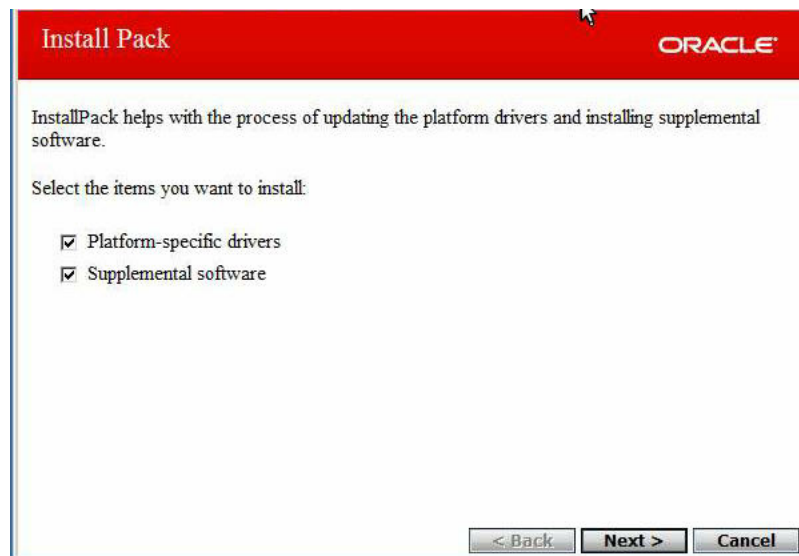 Install Pack
ORACLE
InstallPack helps with the process of updating the platform drivers and installing supplemental
software.
Select the items you want to install:
Platform-specific drivers
Supplemental software
< Back Next > Cancel